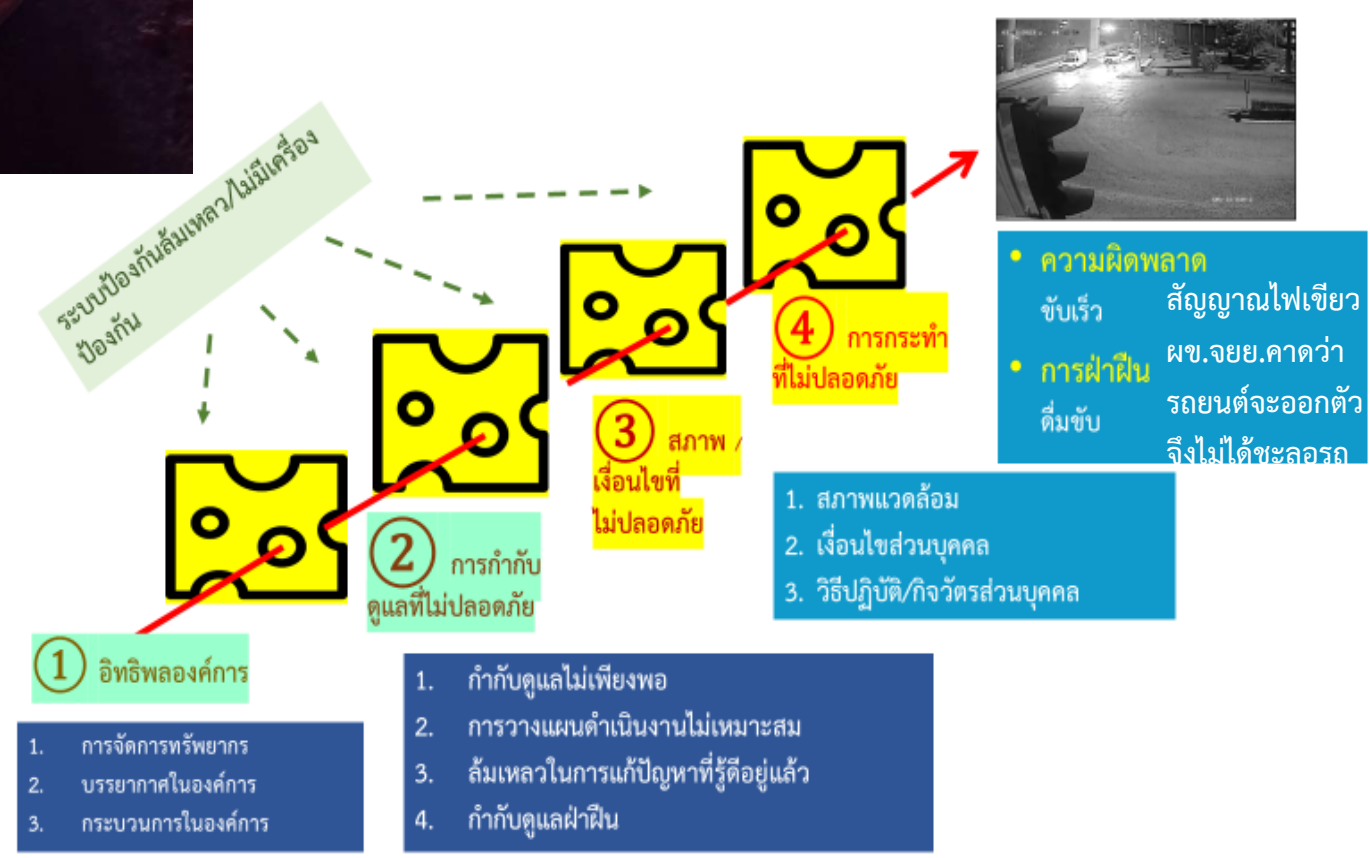 ระบบป้องกันล้มเหลว/ไม่มีเครื่อง
ป้องกัน
• ความผิดพลาด
ขับเร็ว
• การฝ่าฝืน
ดื่มขับ
สัญญาณไฟเขียว
ผข.จยย.คาดว่า
รถยนต์จะออกตัว
จึงไม่ได้ชะลอรถ
4 การกระทำ
ที่ไม่ปลอดภัย
3 สภาพ /
เงื่อนไขที่
ไม่ปลอดภัย
1. สภาพแวดล้อม
2. เงื่อนไขส่วนบุคคล
3. วิธีปฏิบัติ/กิจวัตรส่วนบุคคล
2 การกำกับ
ดูแลที่ไม่ปลอดภัย
1. กำกับดูแลไม่เพียงพอ
2. การวางแผนดำเนินงานไม่เหมาะสม
3. ล้มเหลวในการแก้ปัญหาที่รู้ดีอยู่แล้ว
4. กำกับดูแลฝ่าฝืน
1 อิทธิพลองค์การ
1. การจัดการทรัพยากร
2. บรรยากาศในองค์การ
3. กระบวนการในองค์การ